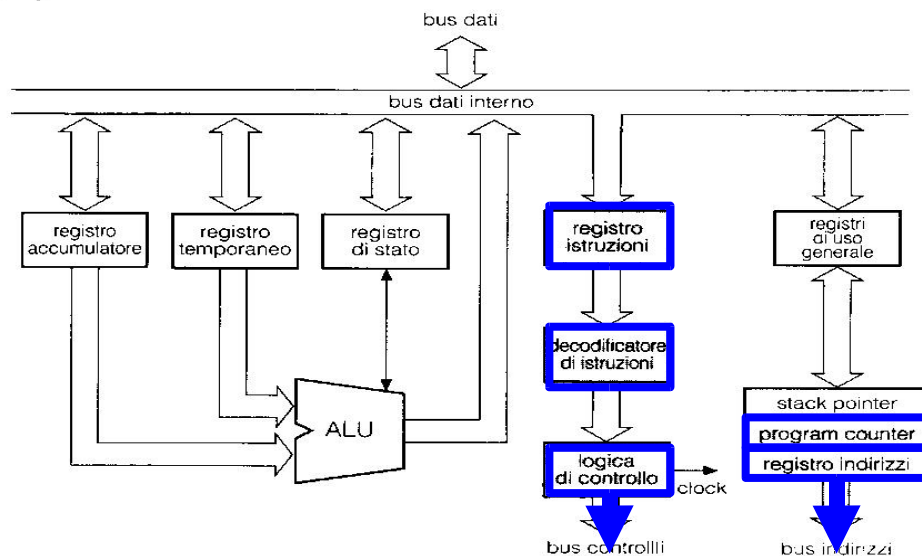 bus dati
bus dati interno
registro
accumulatore
registro
temporaneo
registro
di stato
registro
istruzioni
registri
di uso
generale
decodificatore
di istruzioni
stack pointer
ALU
program counter
logica
di controllo
registro indirizzi
clock
bus controllli
bus indirizzi